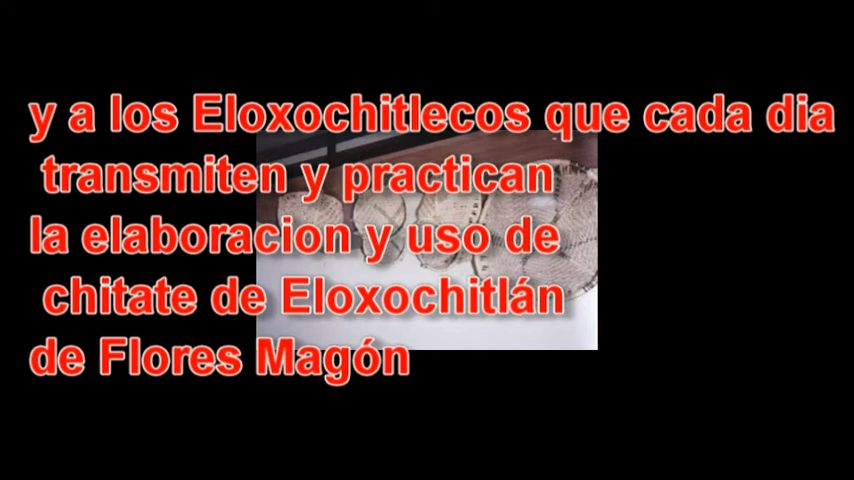 y a los Eloxochitlecos que cada dia
transmiten y practican
la elaboracion y uso de
chitate de Eloxochitlán
de Flores Magón